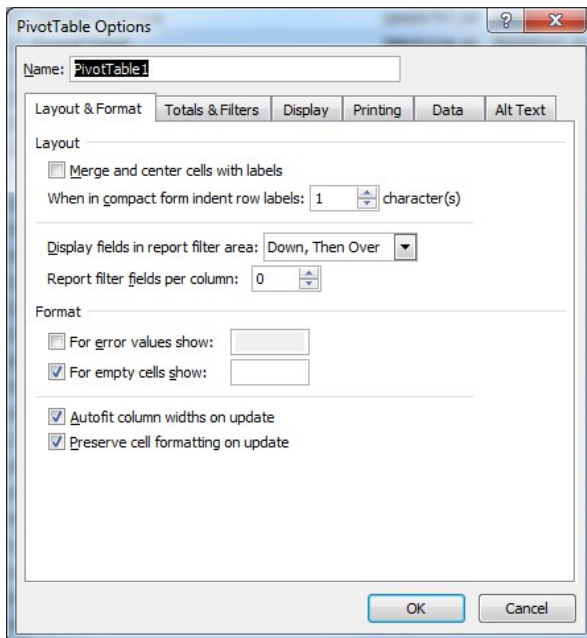 PivotTable Options
Name: PivotTable1
Layout & Format Totals & Filters Display Printing Data Alt Text
Layout
Merge and center cells with labels
When in compact form indent row labels: 1 character(s)
Display fields in report filter area: Down, Then Over
Report filter fields per column: 0
Format
For error values show:
For empty cells show:
Autofit column widths on update
Preserve cell formatting on update
OK Cancel